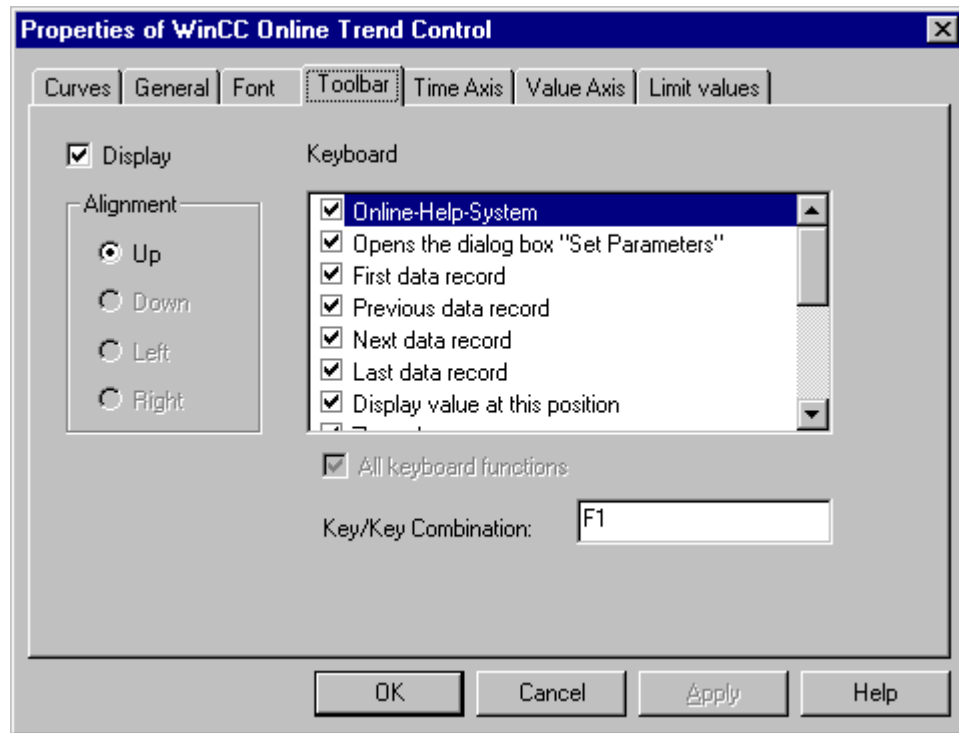 Properties of WinCC Online Trend Control
Curves General Font Toolbar Time Axis Value Axis Limit values
Display
Keyboard
Alignment
Up
Down
Left
Right
Online-Help-System
Opens the dialog box "Set Parameters"
First data record
Previous data record
Next data record
Last data record
Display value at this position
All keyboard functions
Key/Key Combination: F1
OK Cancel Apply Help